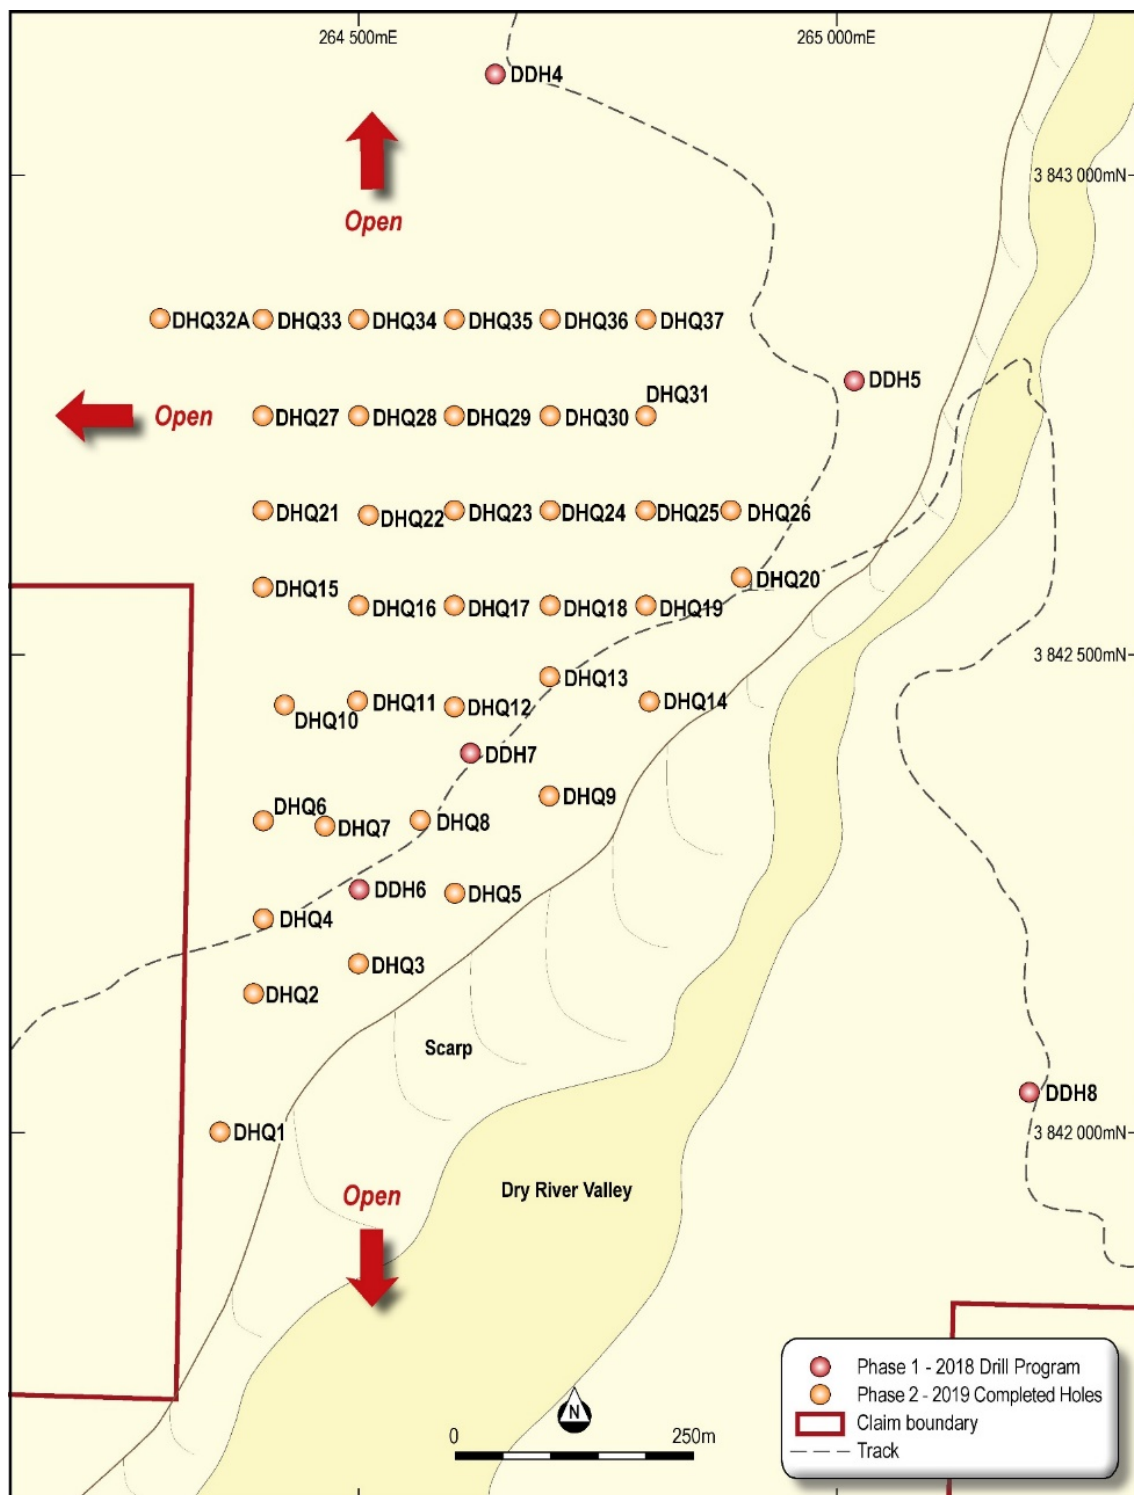 264 500mE
265 000mE
DDH4
3 843 000mN
Open
DHQ32A
DHQ33
DHQ34
DHQ35
DHQ36
DHQ37
DDH5
DHQ31
Open
DHQ27
DHQ28
DHQ29
DHQ30
DHQ21
DHQ22
DHQ23
DHQ24
DHQ25
DHQ26
DHQ20
DHQ15
DHQ16
DHQ17
DHQ18
DHQ19
3 842 500mN
DHQ13
DHQ10
DHQ11
DHQ12
DHQ14
DDH7
DHQ9
DHQ6
DHQ7
DHQ8
DDH6
DHQ5
DHQ4
DHQ3
DHQ2
Scarp
DDH8
DHQ1
3 842 000mN
Dry River Valley
Open
0
250m
N
Phase 1 - 2018 Drill Program
Phase 2 - 2019 Completed Holes
Claim boundary
Track